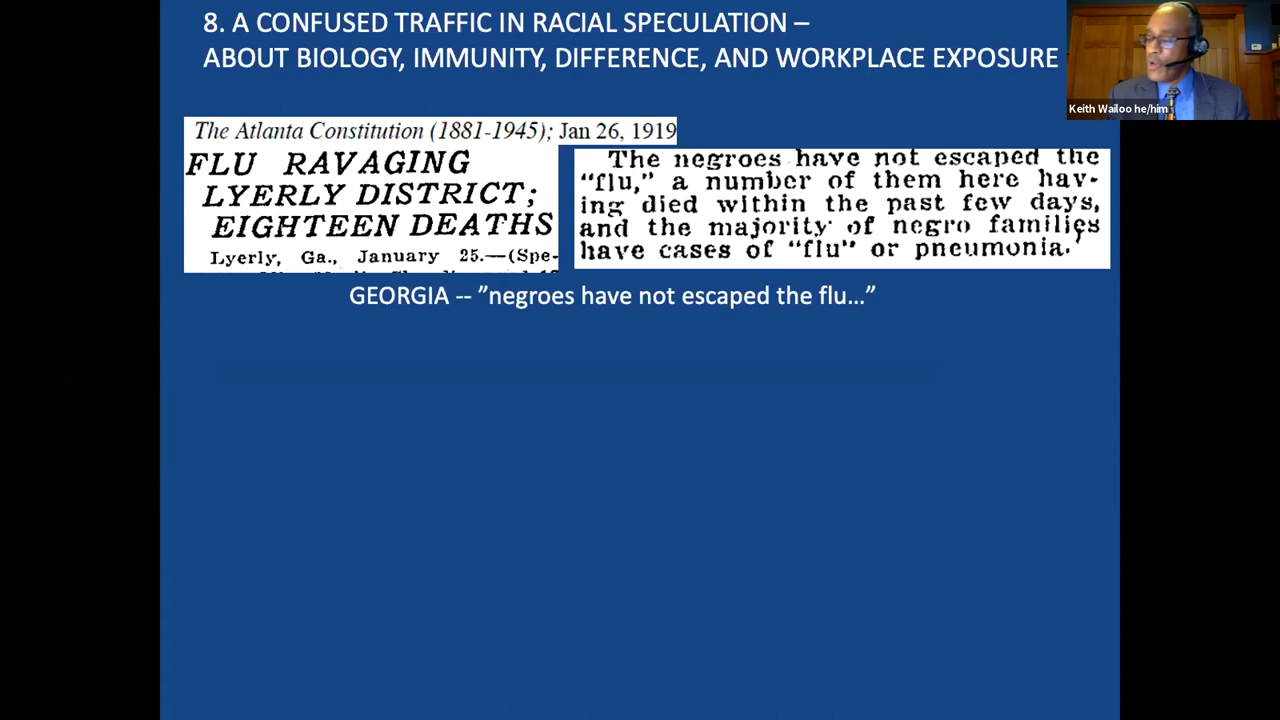 8. A CONFUSED TRAFFIC IN RACIAL SPECULATION –
ABOUT BIOLOGY, IMMUNITY, DIFFERENCE, AND WORKPLACE EXPOSURE
Keith Wailoo he/him
The Atlanta Constitution (1881-1945); Jan 26, 1919
FLU RAVAGING
LYERLY DISTRICT;
EIGHTEEN DEATHS
Lyerly, Ga., January 25.—(Spe-
The negroes have not escaped the
"flu," a number of them here hav-
ing died within the past few days,
and the majority of negro families
have cases of "flu" or pneumonia.
GEORGIA -- ”negroes have not escaped the flu…”